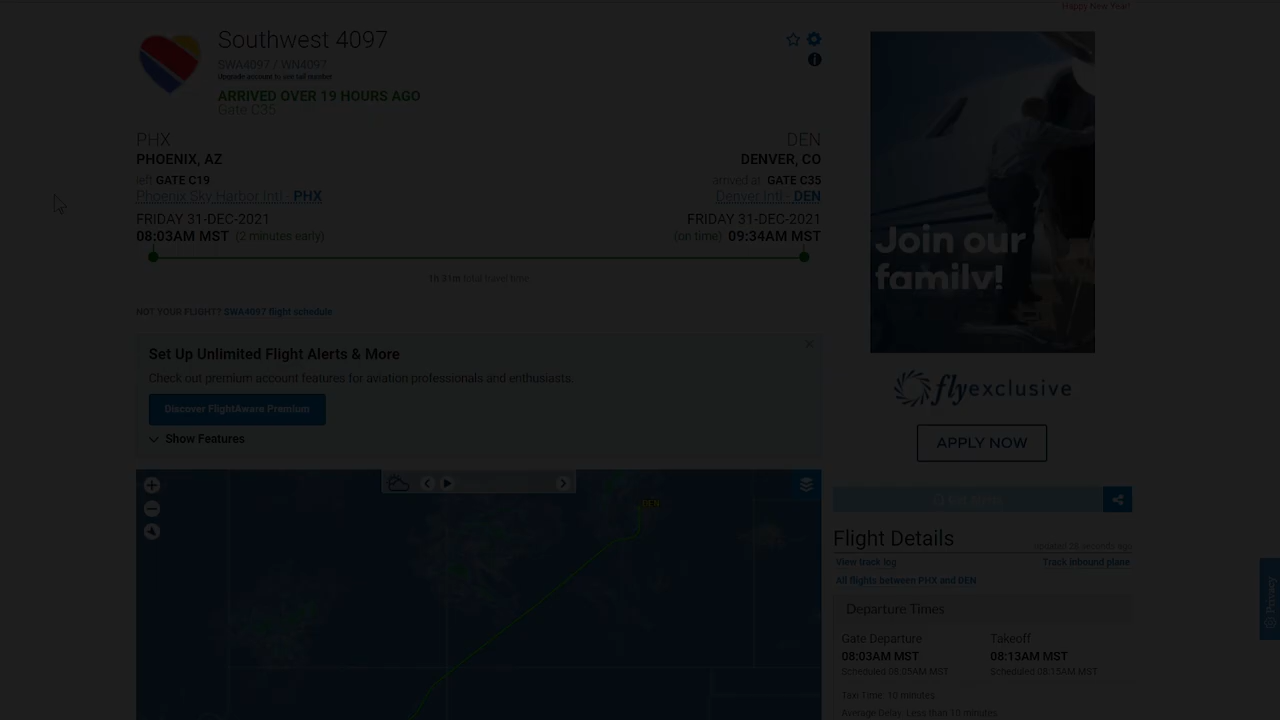 Happy New Year!
Southwest 4097
SWA4097 / WN4097
Upgrade account to see tail number
ARRIVED OVER 19 HOURS AGO
Gate C35
PHX
DEN
PHOENIX, AZ
DENVER, CO
left GATE C19
arrived at GATE C35
Phoenix Sky Harbor Intl - PHX
Denver Intl - DEN
FRIDAY 31-DEC-2021
FRIDAY 31-DEC-2021
08:03AM MST (2 minutes early)
(on time) 09:34AM MST
1h 31m total travel time
NOT YOUR FLIGHT? SWA4097 flight schedule
Set Up Unlimited Flight Alerts & More
Check out premium account features for aviation professionals and enthusiasts.
Discover FlightAware Premium
Show Features
DEN
Join our
family!
flyexclusive
APPLY NOW
Get Alerts
Flight Details
updated 25 seconds ago
View track log
Track inbound plane
All flights between PHX and DEN
Departure Times
Gate Departure
Takeoff
08:03AM MST
08:13AM MST
Scheduled 08:05AM MST
Scheduled 08:15AM MST
Taxi Time: 10 minutes
Average Delay: Less than 10 minutes
Privacy